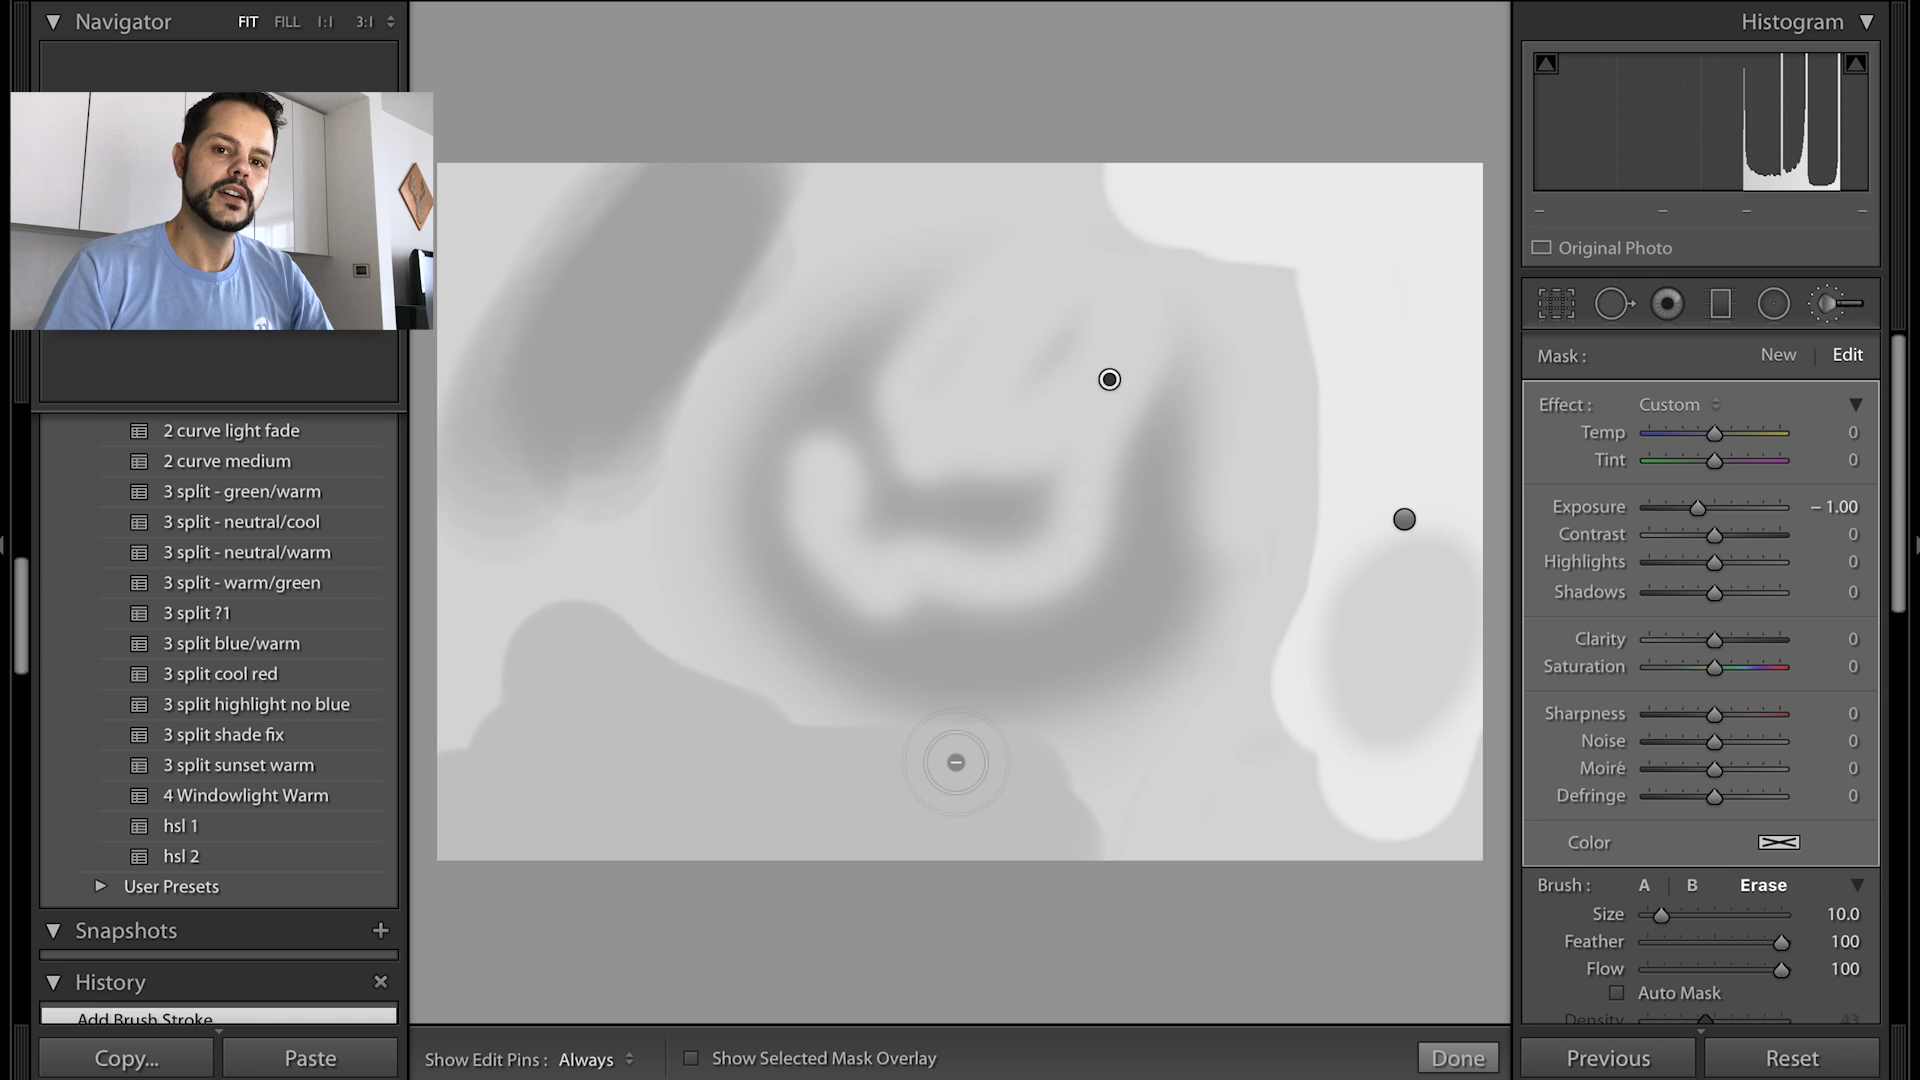 Navigator FIT FILL 1:1 3:1
2 curve light fade
2 curve medium
3 split - green/warm
3 split - neutral/cool
3 split - neutral/warm
3 split - warm/green
3 split ?1
3 split blue/warm
3 split cool red
3 split highlight no blue
3 split shade fix
3 split sunset warm
4 Windowlight Warm
hsl 1
hsl 2
User Presets
Snapshots +
History ×
Add Brush Stroke
Copy... Paste
Show Edit Pins : Always Show Selected Mask Overlay Done
Histogram
Original Photo
Mask : New | Edit
Effect : Custom
Temp 0
Tint 0
Exposure – 1.00
Contrast 0
Highlights 0
Shadows 0
Clarity 0
Saturation 0
Sharpness 0
Noise 0
Moiré 0
Defringe 0
Color
Brush : A | B Erase
Size 10.0
Feather 100
Flow 100
Auto Mask
Density 43
Previous Reset